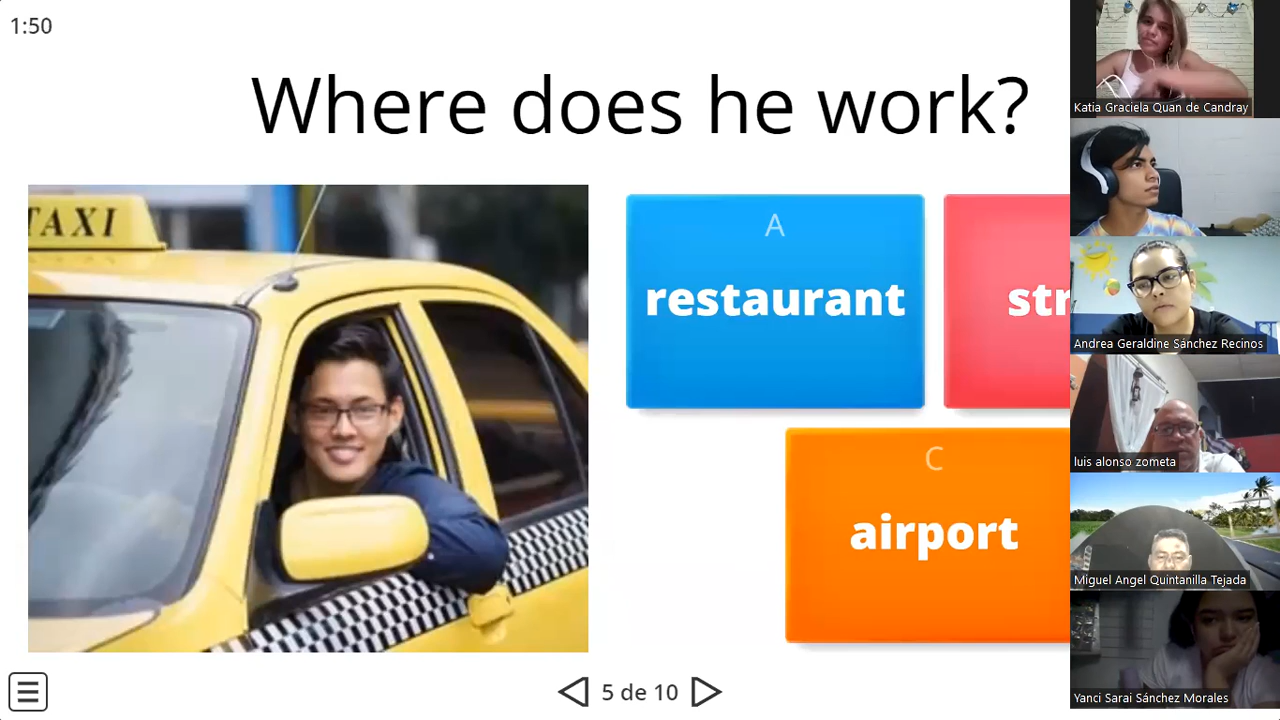 1:50
Where does he work?
TAXI
A
restaurant
str
C
airport
5 de 10
Katia Graciela Quan de Candray
Andrea Geraldine Sánchez Recinos
luis alonso zometa
Miguel Angel Quintanilla Tejada
Yanci Sarai Sánchez Morales